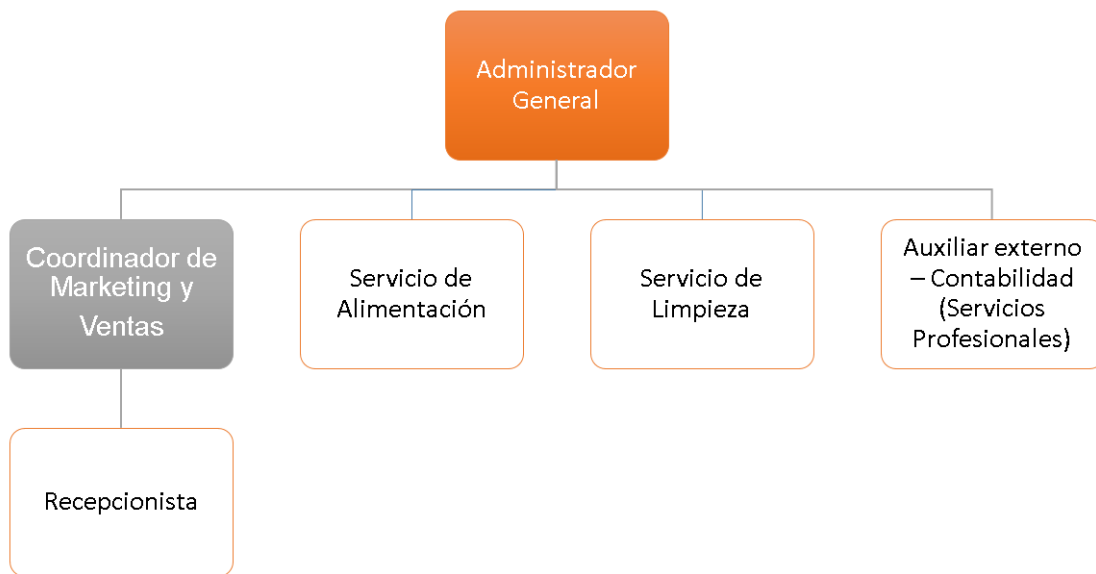 Administrador
General
Coordinador de
Marketing y
Ventas
Servicio de
Alimentación
Servicio de
Limpieza
Auxiliar externo
– Contabilidad
(Servicios
Profesionales)
Recepcionista